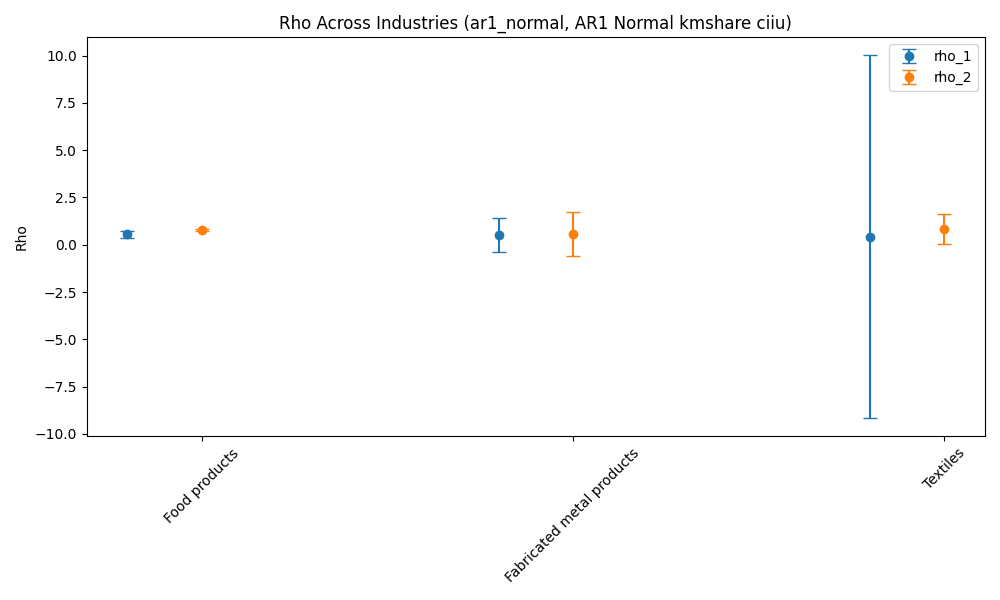 Rho Across Industries (ar1_normal, AR1 Normal kmshare ciiu)
rho_1
rho_2
Rho
10.0
7.5
5.0
2.5
0.0
−2.5
−5.0
−7.5
−10.0
Food products
Fabricated metal products
Textiles